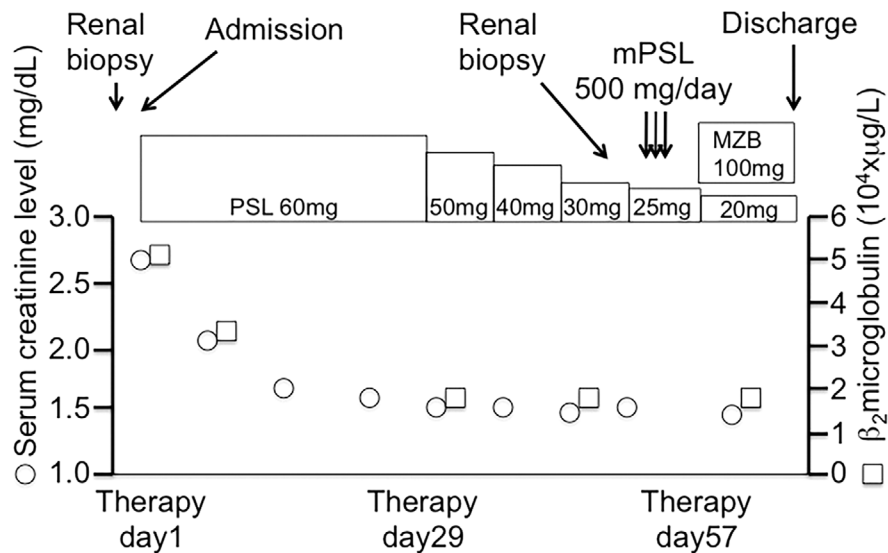 Renal
biopsy
Admission
Renal
biopsy
mPSL
500 mg/day
Discharge
MZB
100mg
PSL 60mg
50mg
40mg
30mg
25mg
20mg
Serum creatinine level (mg/dL)
3.0
2.5
2.0
1.5
1.0
6
5
4
3
2
1
0
β₂microglobulin (10⁴xμg/L)
Therapy
day1
Therapy
day29
Therapy
day57